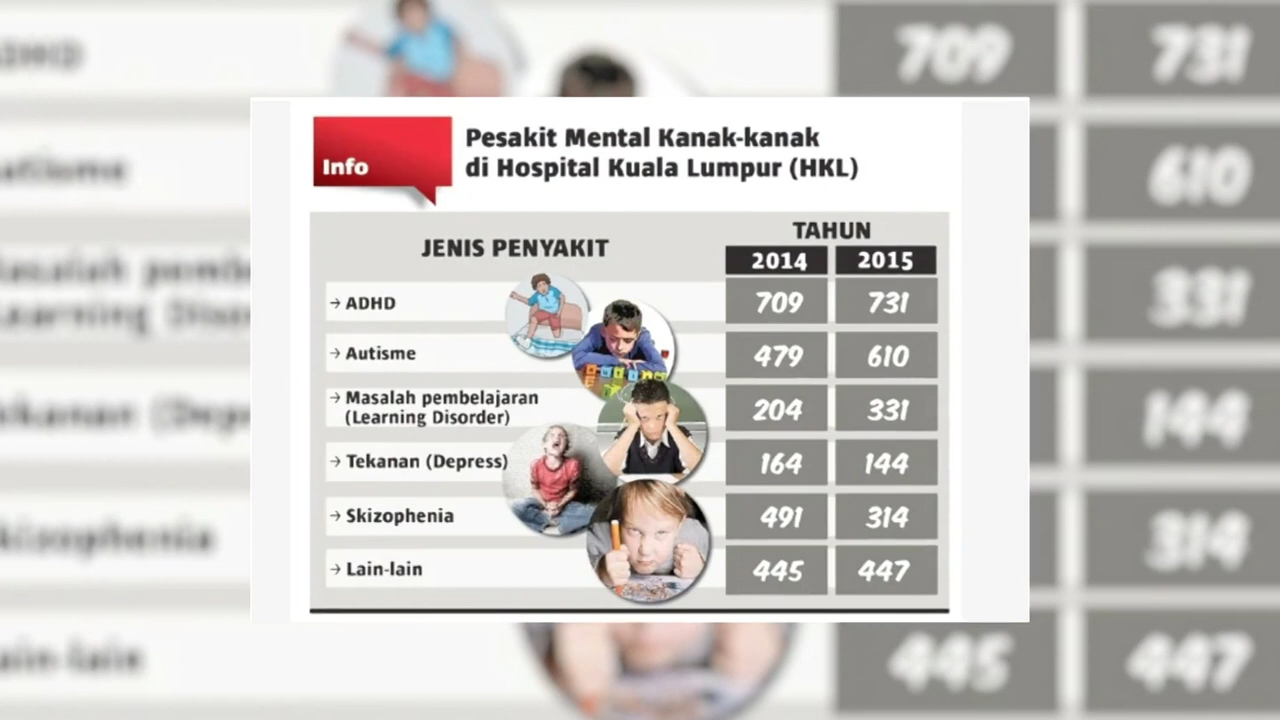 Info
Pesakit Mental Kanak-kanak
di Hospital Kuala Lumpur (HKL)
JENIS PENYAKIT
TAHUN
2014 2015
→ ADHD 709 731
→ Autisme 479 610
→ Masalah pembelajaran
(Learning Disorder) 204 331
→ Tekanan (Depress) 164 144
→ Skizophenia 491 314
→ Lain-lain 445 447